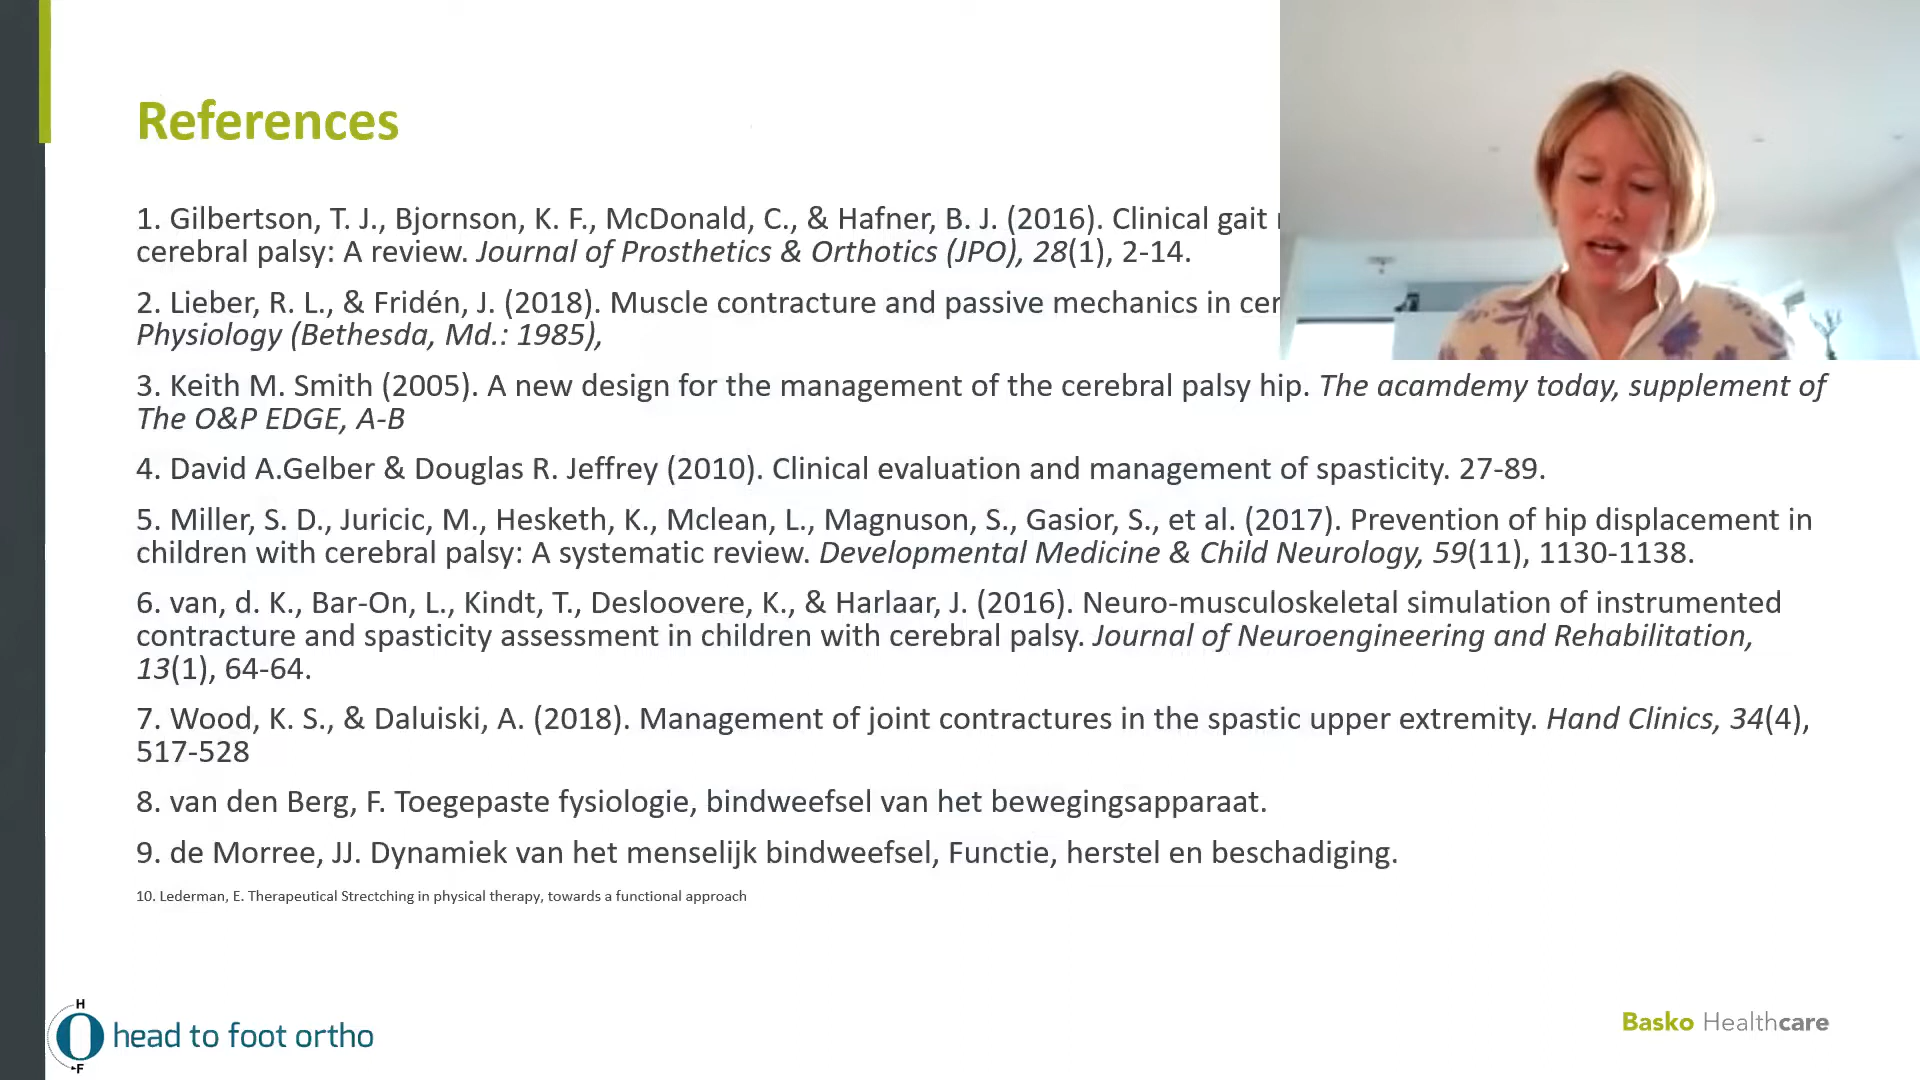 References
1. Gilbertson, T. J., Bjornson, K. F., McDonald, C., & Hafner, B. J. (2016). Clinical gait
cerebral palsy: A review. Journal of Prosthetics & Orthotics (JPO), 28(1), 2-14.
2. Lieber, R. L., & Fridén, J. (2018). Muscle contracture and passive mechanics in
Physiology (Bethesda, Md.: 1985),
3. Keith M. Smith (2005). A new design for the management of the cerebral palsy hip. The acamdemy today, supplement of
The O&P EDGE, A-B
4. David A.Gelber & Douglas R. Jeffrey (2010). Clinical evaluation and management of spasticity. 27-89.
5. Miller, S. D., Juricic, M., Hesketh, K., Mclean, L., Magnuson, S., Gasior, S., et al. (2017). Prevention of hip displacement in
children with cerebral palsy: A systematic review. Developmental Medicine & Child Neurology, 59(11), 1130-1138.
6. van, d. K., Bar-On, L., Kindt, T., Desloovere, K., & Harlaar, J. (2016). Neuro-musculoskeletal simulation of instrumented
contracture and spasticity assessment in children with cerebral palsy. Journal of Neuroengineering and Rehabilitation,
13(1), 64-64.
7. Wood, K. S., & Daluiski, A. (2018). Management of joint contractures in the spastic upper extremity. Hand Clinics, 34(4),
517-528
8. van den Berg, F. Toegepaste fysiologie, bindweefsel van het bewegingsapparaat.
9. de Morree, JJ. Dynamiek van het menselijk bindweefsel, Functie, herstel en beschadiging.
10. Lederman, E. Therapeutical Strectching in physical therapy, towards a functional approach
H
F
head to foot ortho
Basko Healthcare